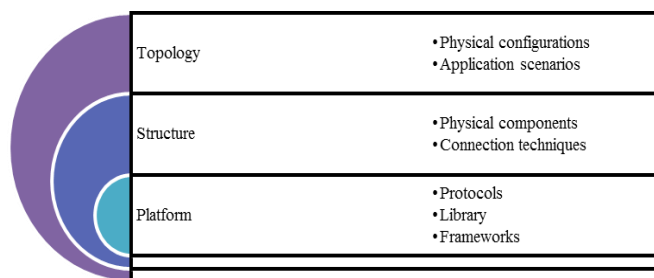 Topology
•Physical configurations
•Application scenarios
Structure
•Physical components
•Connection techniques
Platform
•Protocols
•Library
•Frameworks